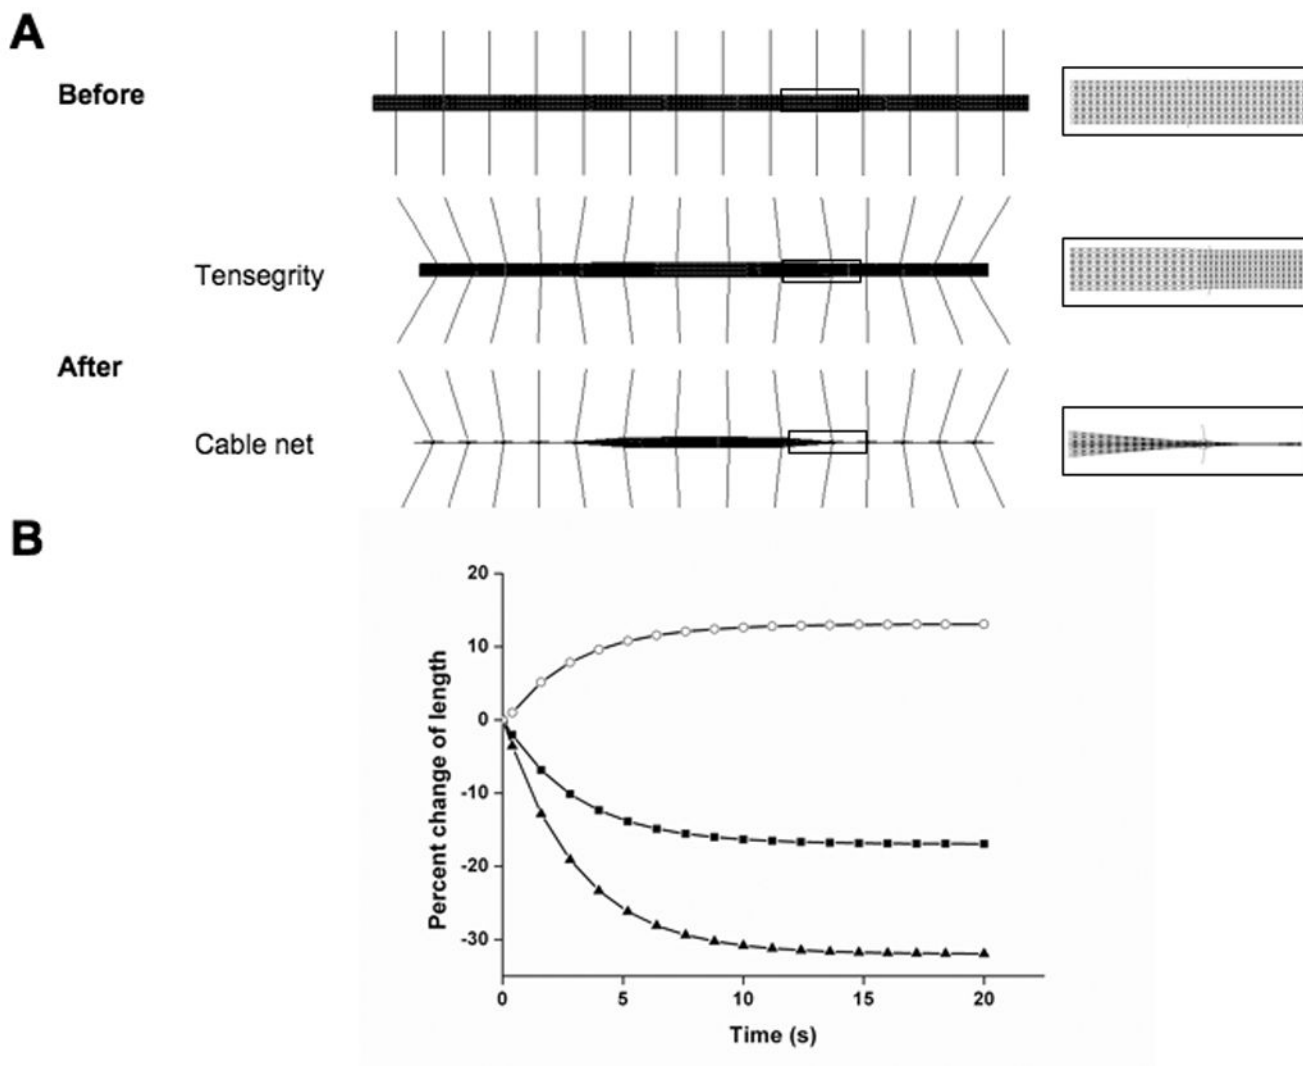 A
Before
Tensegrity
After
Cable net
B
20
10
0
-10
-20
-30
Percent change of length
0 5 10 15 20
Time (s)